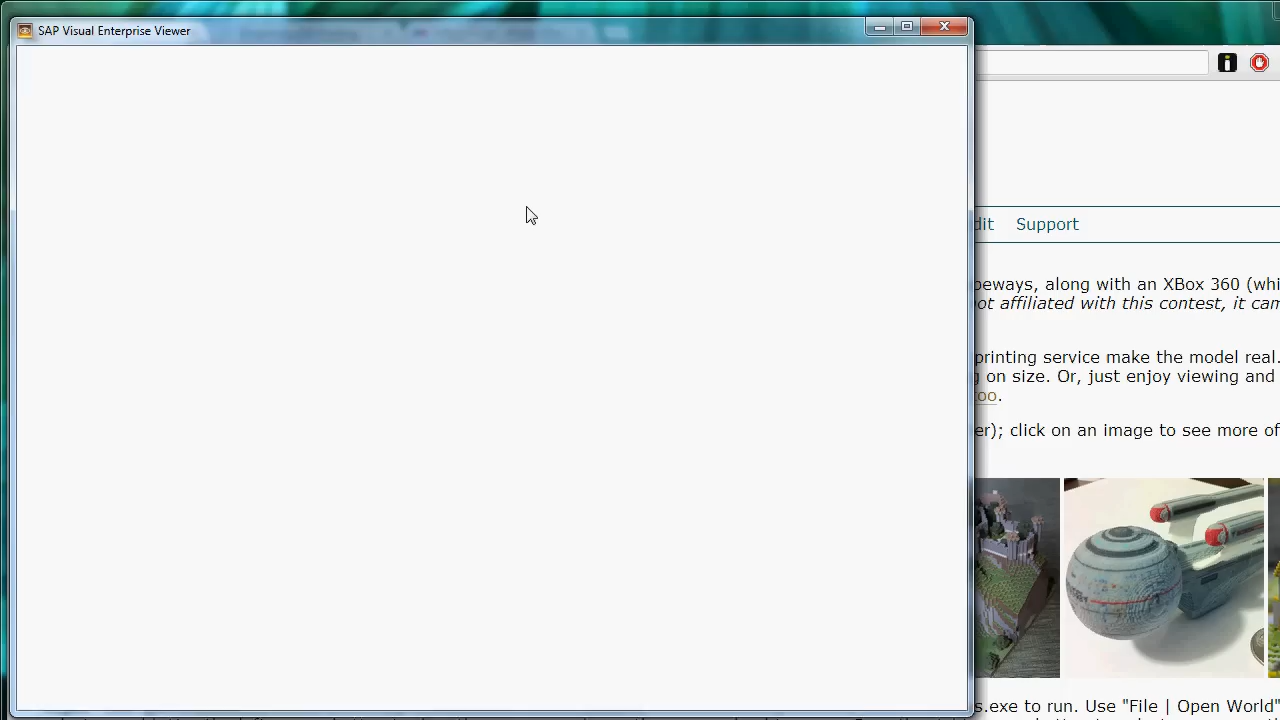 SAP Visual Enterprise Viewer
dit Support
peways, along with an XBox 360 (whi
ot affiliated with this contest, it cam
printing service make the model real.
g on size. Or, just enjoy viewing and
oo.
er); click on an image to see more of
s.exe to run. Use "File | Open World"